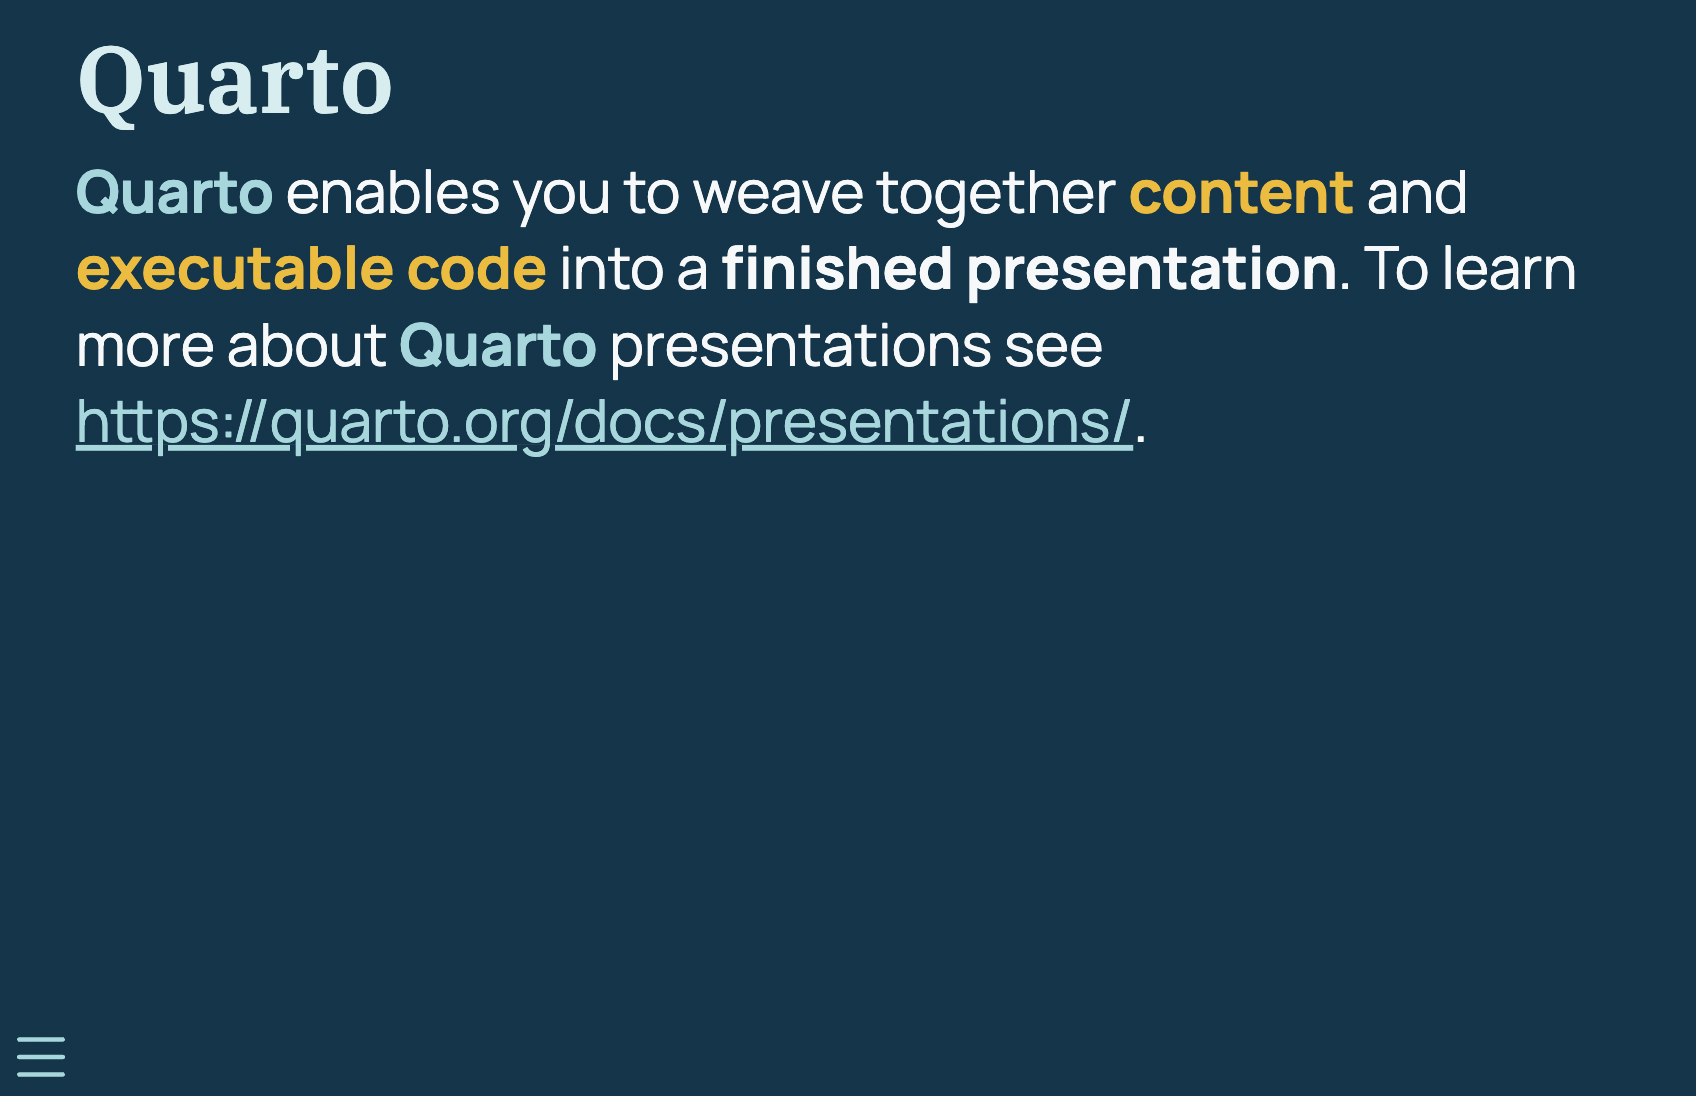 Quarto
Quarto enables you to weave together content and
executable code into a finished presentation. To learn
more about Quarto presentations see
https://quarto.org/docs/presentations/.